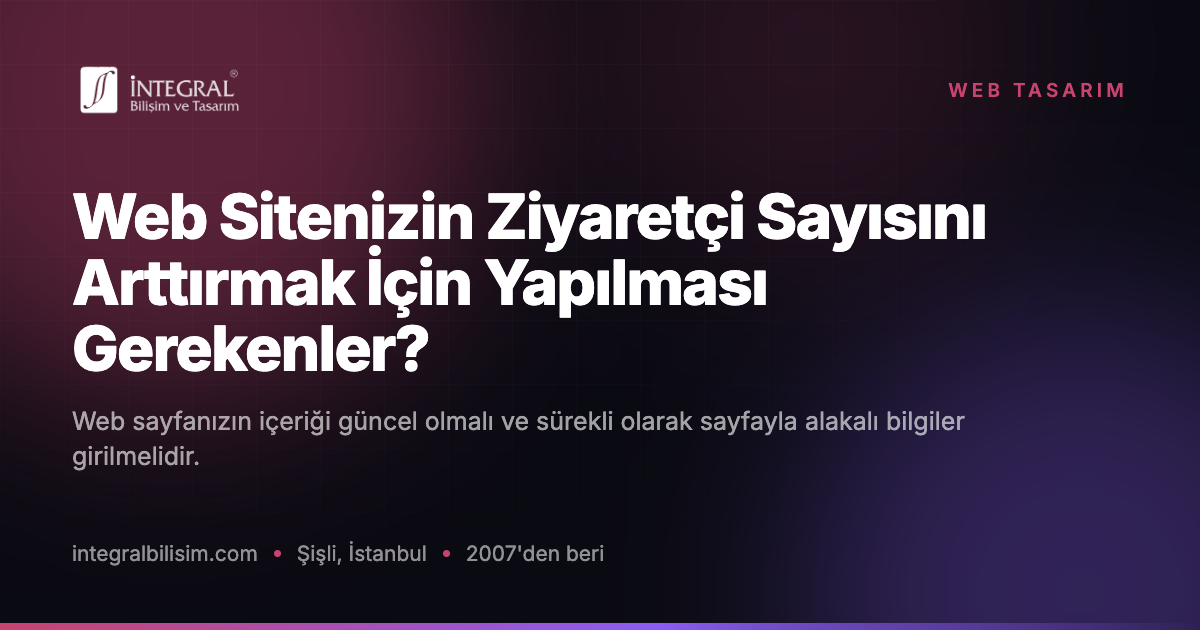 İNTEGRAL®
Bilişim ve Tasarım
WEB TASARIM
Web Sitenizin Ziyaretçi Sayısını
Arttırmak İçin Yapılması
Gerekenler?
Web sayfanızın içeriği güncel olmalı ve sürekli olarak sayfayla alakalı bilgiler
girilmelidir.
integralbilisim.com • Şişli, İstanbul • 2007'den beri